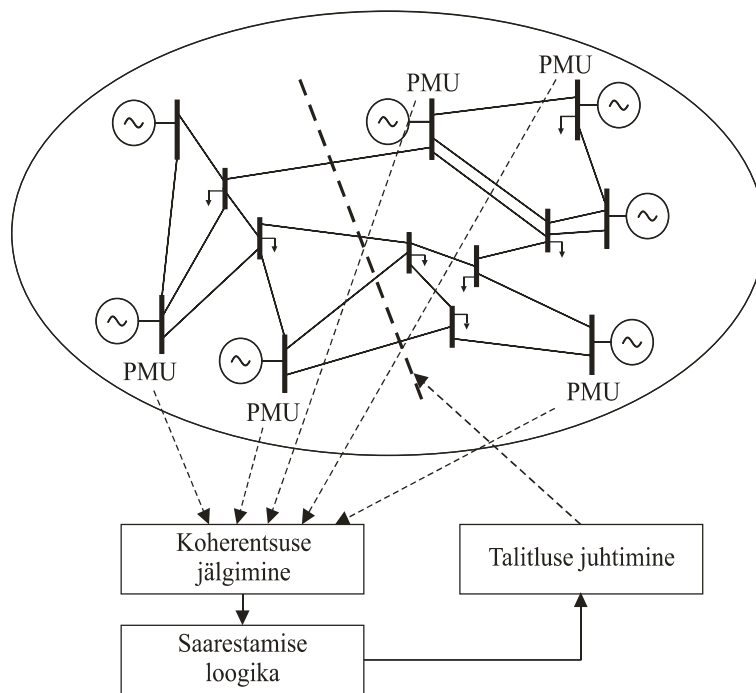 PMU
PMU
PMU
PMU
PMU
Koherentsuse
jälgimine
Talitluse juhtimine
Saarestamise
loogika